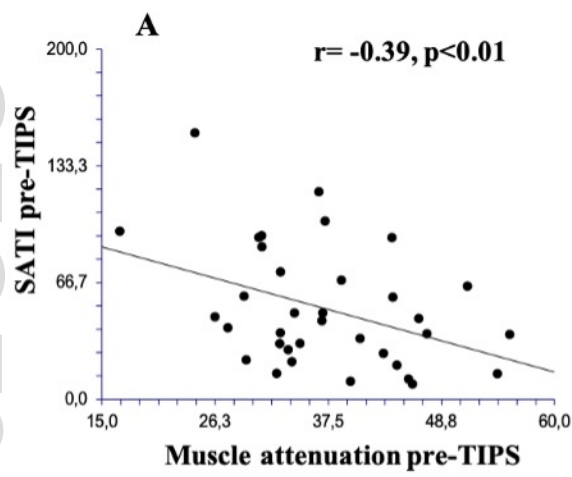 A
r= -0.39, p<0.01
SATI pre-TIPS
200,0
133,3
66,7
0,0
15,0 26,3 37,5 48,8 60,0
Muscle attenuation pre-TIPS